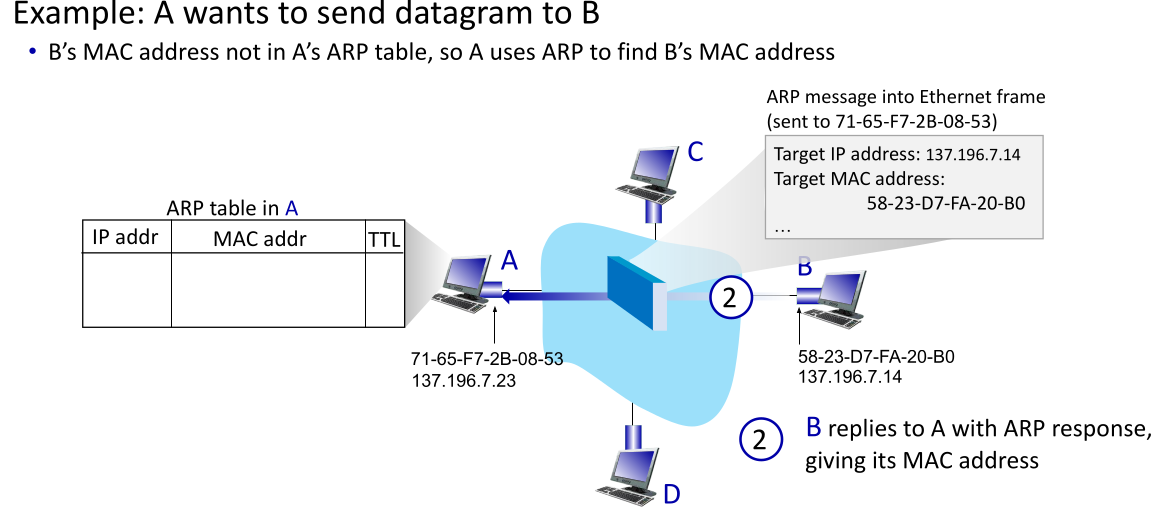 Example: A wants to send datagram to B
• B's MAC address not in A's ARP table, so A uses ARP to find B's MAC address
ARP message into Ethernet frame
(sent to 71-65-F7-2B-08-53)
Target IP address: 137.196.7.14
Target MAC address:
58-23-D7-FA-20-B0
...
C
ARP table in A
IP addr MAC addr TTL
A
B
2
71-65-F7-2B-08-53
137.196.7.23
58-23-D7-FA-20-B0
137.196.7.14
2 B replies to A with ARP response,
giving its MAC address
D